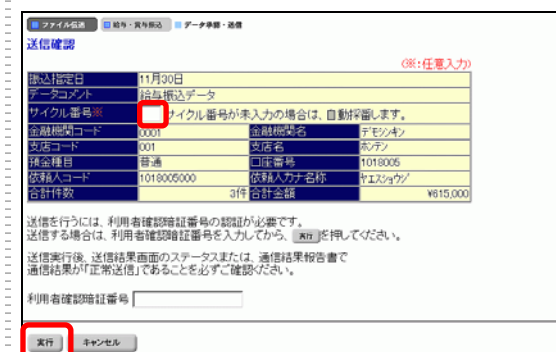 ファイル伝送 給与・賞与振込 データ承認・送信
送信確認
(※:任意入力)
振込指定日 11月30日
データコメント 給与振込データ
サイクル番号※ サイクル番号が未入力の場合は、自動採番します。
金融機関コード 0001 金融機関名 デモシンキン
支店コード 001 支店名 ホンテン
預金種目 普通 口座番号 1018005
依頼人コード 1018005000 依頼人カナ名称 ヤエスショウジ
合計件数 3件 合計金額 ¥615,000
送信を行うには、利用者確認暗証番号の認証が必要です。
送信する場合は、利用者確認暗証番号を入力してから、 実行 を押してください。
送信実行後、送信結果画面のステータスまたは、通信結果報告書で
通信結果が「正常送信」であることを必ずご確認ください。
利用者確認暗証番号
実行 キャンセル